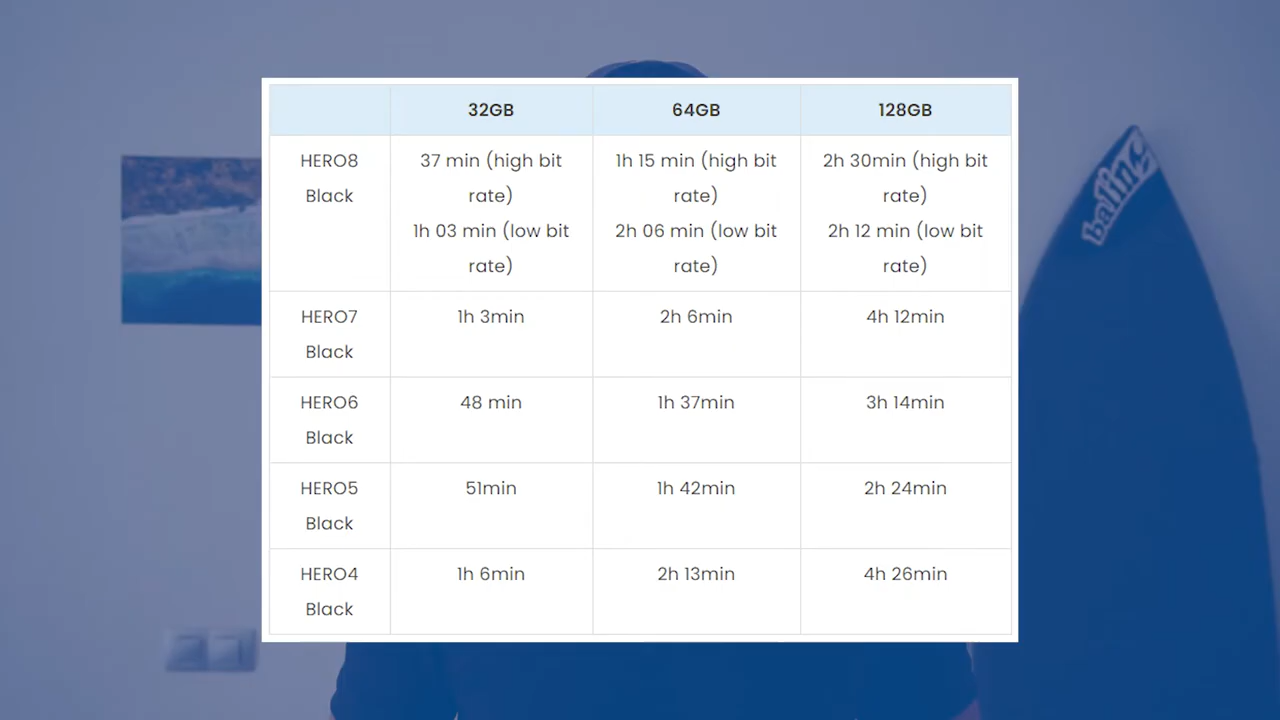 32GB 64GB 128GB
HERO8 37 min (high bit 1h 15 min (high bit 2h 30min (high bit
Black rate) rate) rate)
1h 03 min (low bit 2h 06 min (low bit 2h 12 min (low bit
rate) rate) rate)
HERO7 1h 3min 2h 6min 4h 12min
Black
HERO6 48 min 1h 37min 3h 14min
Black
HERO5 51min 1h 42min 2h 24min
Black
HERO4 1h 6min 2h 13min 4h 26min
Black